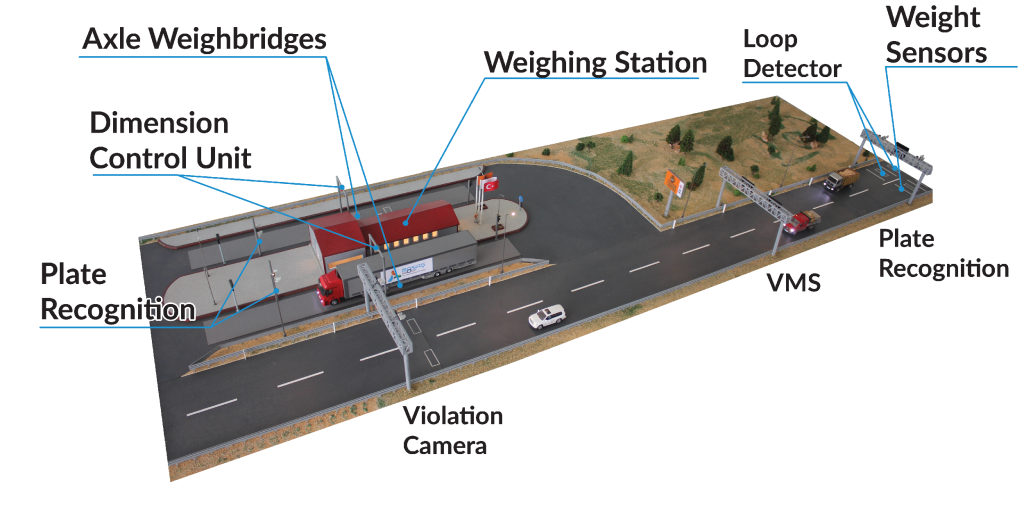 Axle Weighbridges
Weighing Station
Loop
Detector
Weight
Sensors
Dimension
Control Unit
Plate
Recognition
Plate
Recognition
VMS
Violation
Camera